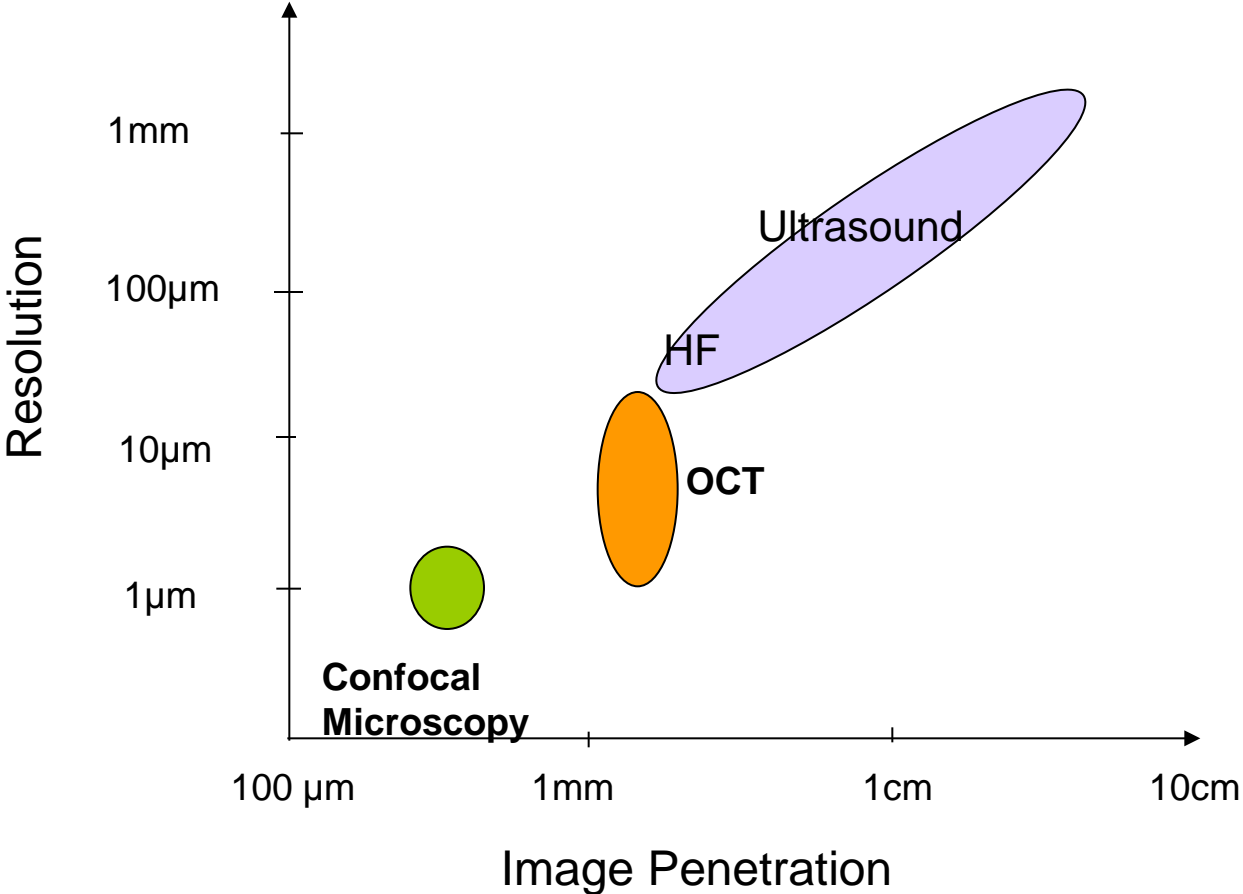 1mm
Ultrasound
100µm
HF
Resolution
10µm
OCT
1µm
Confocal
Microscopy
100 µm
1mm
1cm
10cm
Image Penetration